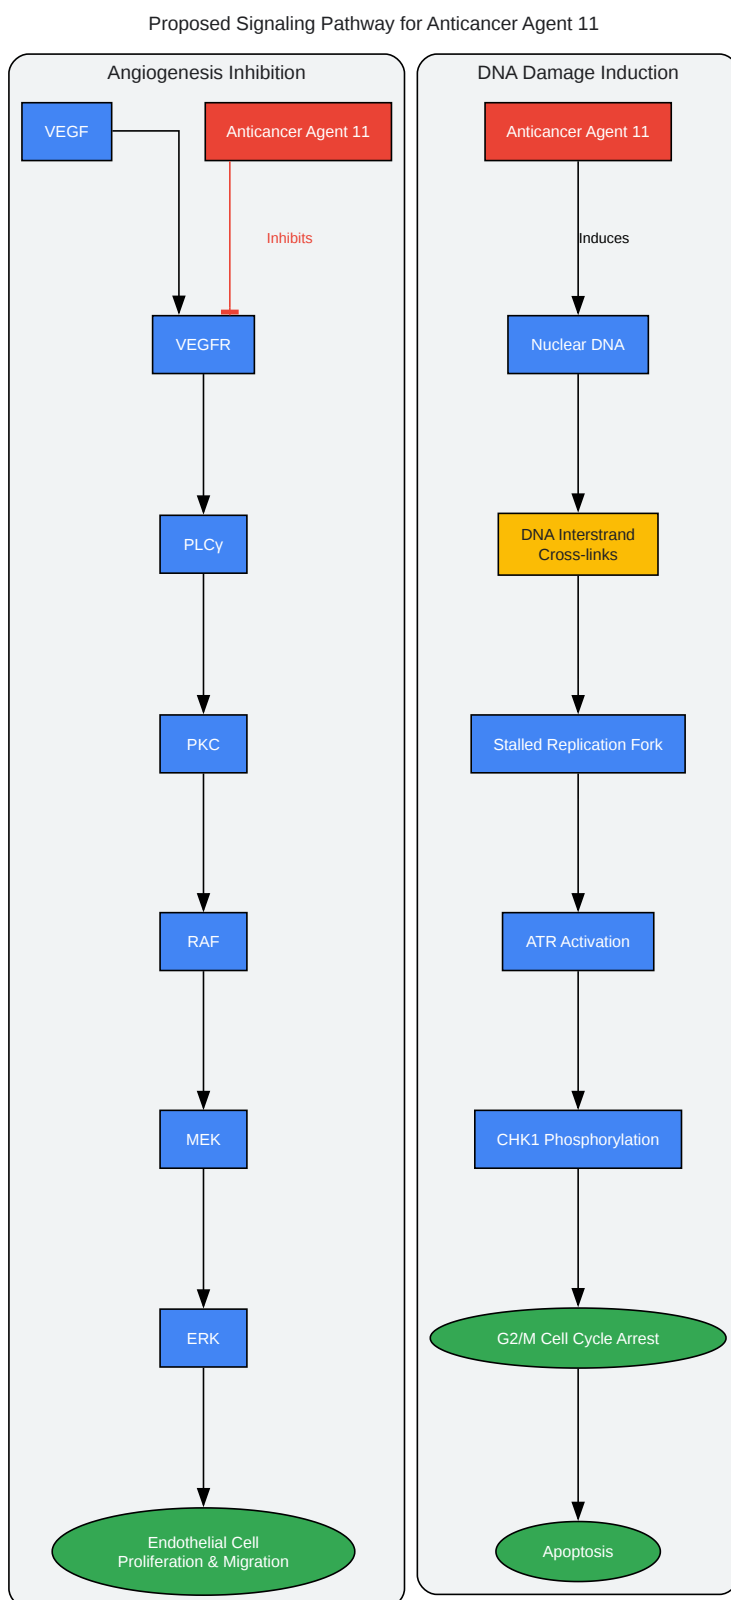 Proposed Signaling Pathway for Anticancer Agent 11
Angiogenesis Inhibition
VEGF
Anticancer Agent 11
Inhibits
VEGFR
PLCγ
PKC
RAF
MEK
ERK
Endothelial Cell
Proliferation & Migration
DNA Damage Induction
Anticancer Agent 11
Induces
Nuclear DNA
DNA Interstrand
Cross-links
Stalled Replication Fork
ATR Activation
CHK1 Phosphorylation
G2/M Cell Cycle Arrest
Apoptosis